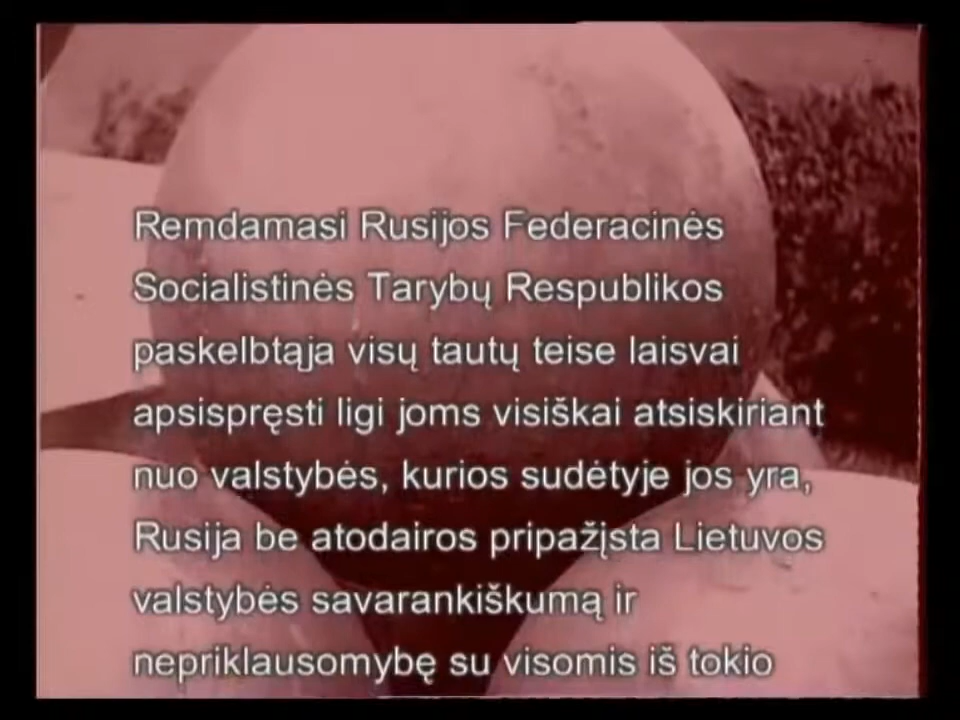 Remdamasi Rusijos Federacinės
Socialistinės Tarybų Respublikos
paskelbtąja visų tautų teise laisvai
apsispręsti ligi joms visiškai atsiskiriant
nuo valstybės, kurios sudėtyje jos yra,
Rusija be atodairos pripažįsta Lietuvos
valstybės savarankiškumą ir
nepriklausomybę su visomis iš tokio